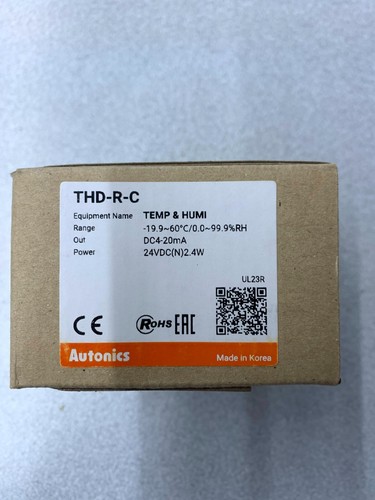 THD-R-C
Equipment Name TEMP & HUMI
Range -19.9~60°C/0.0~99.9%RH
Out DC4-20mA
Power 24VDC(N)2.4W
UL23R
CE RoHS EAC
Autonics Made in Korea